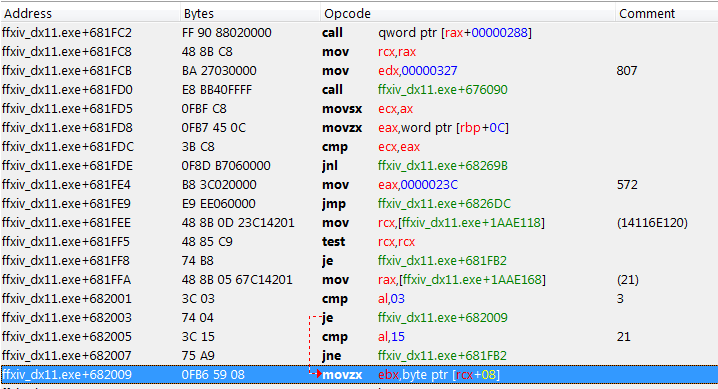 Address Bytes Opcode Comment
ffxiv_dx11.exe+681FC2 FF 90 88020000 call qword ptr [rax+00000288]
ffxiv_dx11.exe+681FC8 48 8B C8 mov rcx,rax
ffxiv_dx11.exe+681FCB BA 27030000 mov edx,00000327 807
ffxiv_dx11.exe+681FD0 E8 BB40FFFF call ffxiv_dx11.exe+676090
ffxiv_dx11.exe+681FD5 0FBF C8 movsx ecx,ax
ffxiv_dx11.exe+681FD8 0FB7 45 0C movzx eax,word ptr [rbp+0C]
ffxiv_dx11.exe+681FDC 3B C8 cmp ecx,eax
ffxiv_dx11.exe+681FDE 0F8D B7060000 jnl ffxiv_dx11.exe+68269B
ffxiv_dx11.exe+681FE4 B8 3C020000 mov eax,0000023C 572
ffxiv_dx11.exe+681FE9 E9 EE060000 jmp ffxiv_dx11.exe+6826DC
ffxiv_dx11.exe+681FEE 48 8B 0D 23C14201 mov rcx,[ffxiv_dx11.exe+1AAE118] (14116E120)
ffxiv_dx11.exe+681FF5 48 85 C9 test rcx,rcx
ffxiv_dx11.exe+681FF8 74 B8 je ffxiv_dx11.exe+681FB2
ffxiv_dx11.exe+681FFA 48 8B 05 67C14201 mov rax,[ffxiv_dx11.exe+1AAE168] (21)
ffxiv_dx11.exe+682001 3C 03 cmp al,03 3
ffxiv_dx11.exe+682003 74 04 je ffxiv_dx11.exe+682009
ffxiv_dx11.exe+682005 3C 15 cmp al,15 21
ffxiv_dx11.exe+682007 75 A9 jne ffxiv_dx11.exe+681FB2
ffxiv_dx11.exe+682009 0FB6 59 08 movzx ebx,byte ptr [rcx+08]